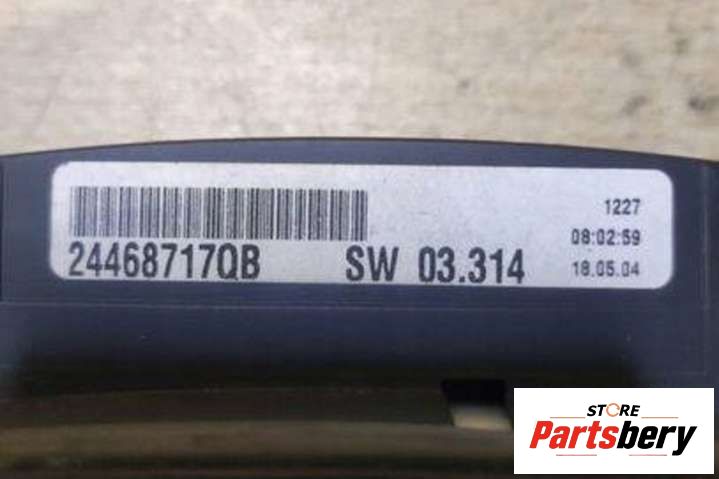 1227
08:02:59
24468717QB SW 03.314
18.05.04
STORE
Partsbery